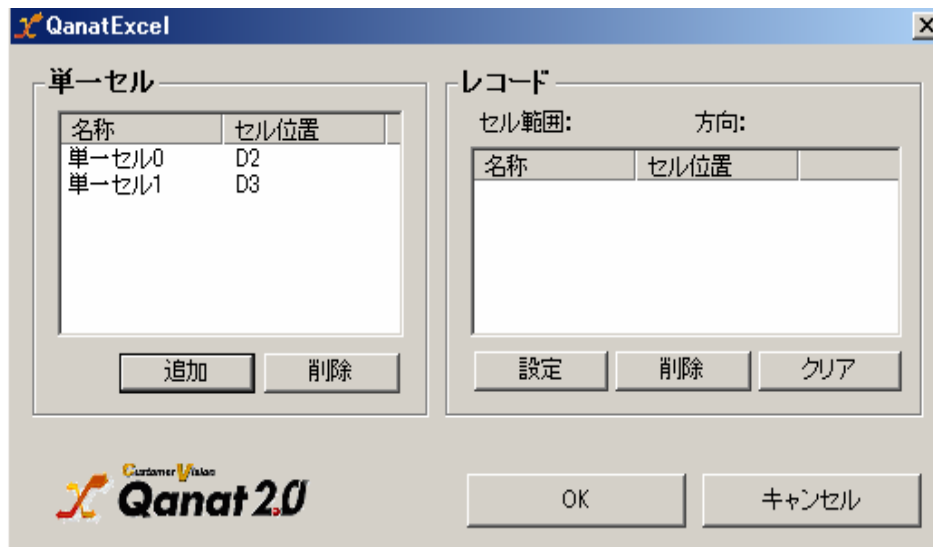 QanatExcel
単一セル
名称 セル位置
単一セル0 D2
単一セル1 D3
追加 削除
レコード
セル範囲: 方向:
名称 セル位置
設定 削除 クリア
Customer Vision
Qanat 2.0
OK キャンセル